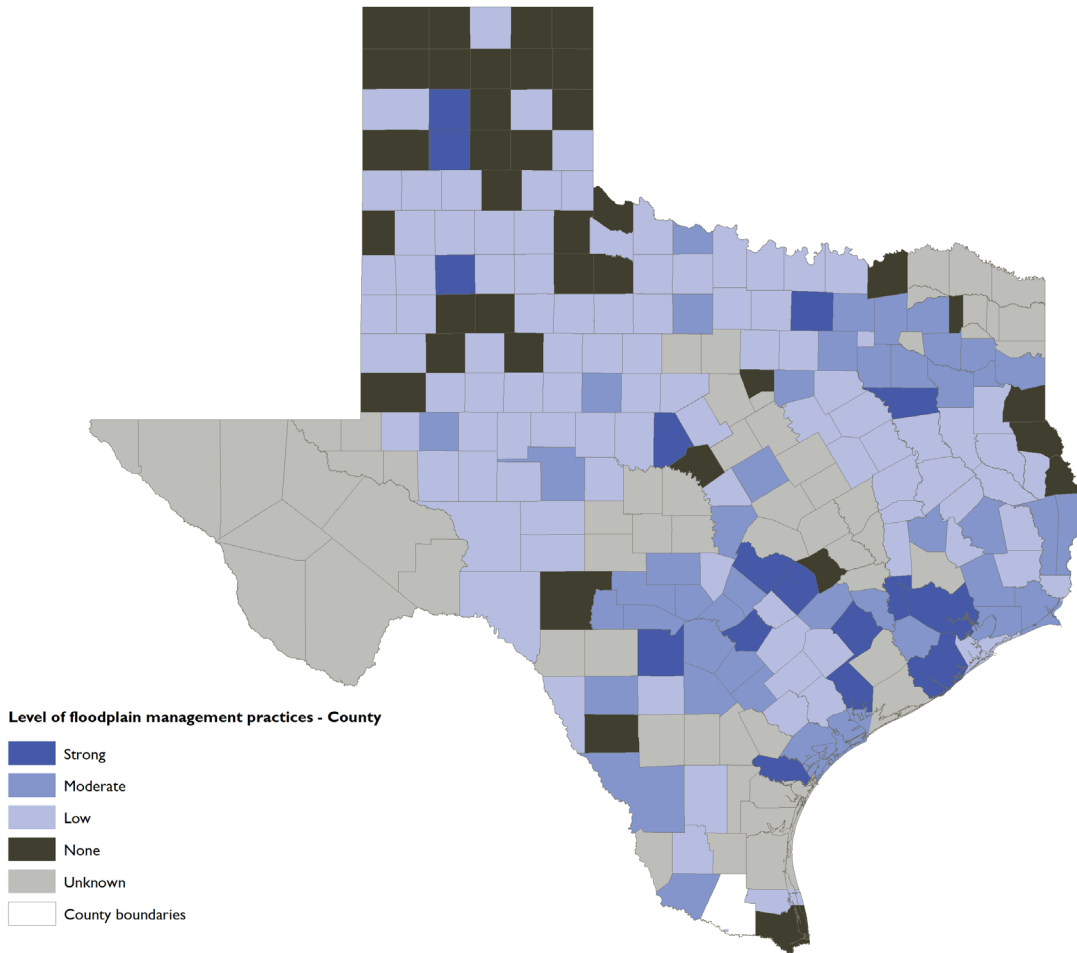 Level of floodplain management practices - County
Strong
Moderate
Low
None
Unknown
County boundaries